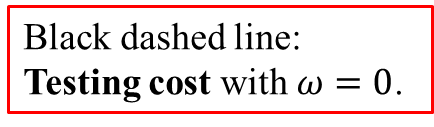 Black dashed line:
Testing cost with ω = 0.